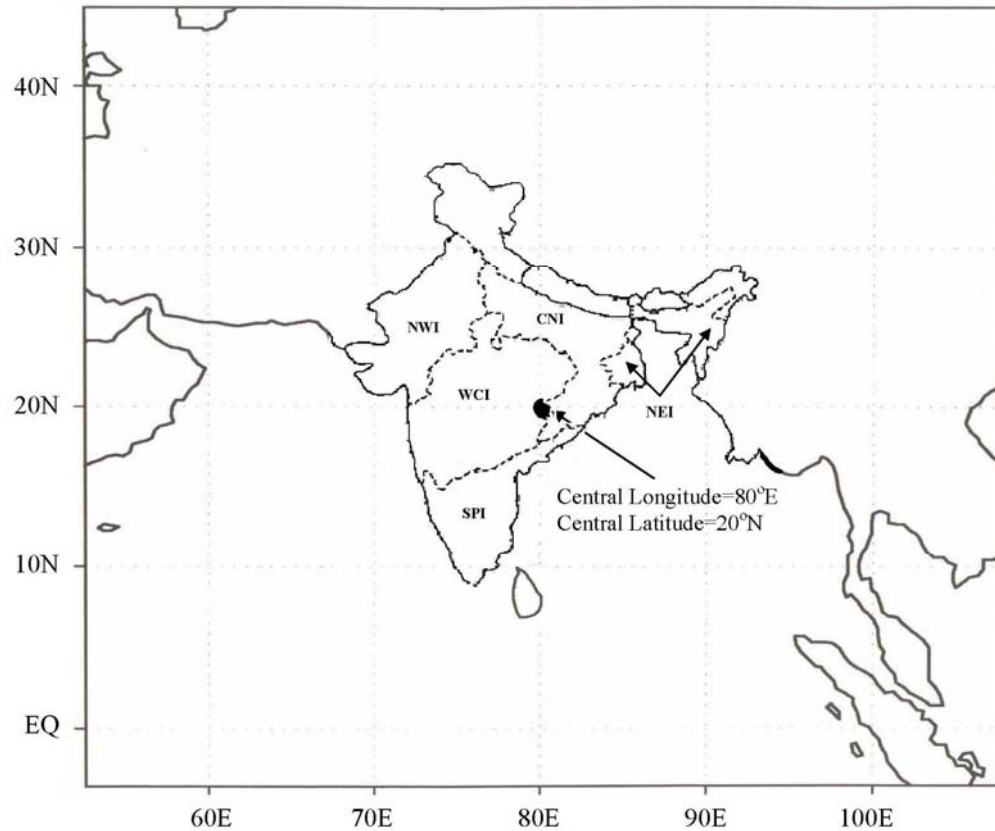 40N
30N
20N
10N
EQ
NWI
CNI
WCI
NEI
SPI
Central Longitude=80°E
Central Latitude=20°N
60E
70E
80E
90E
100E